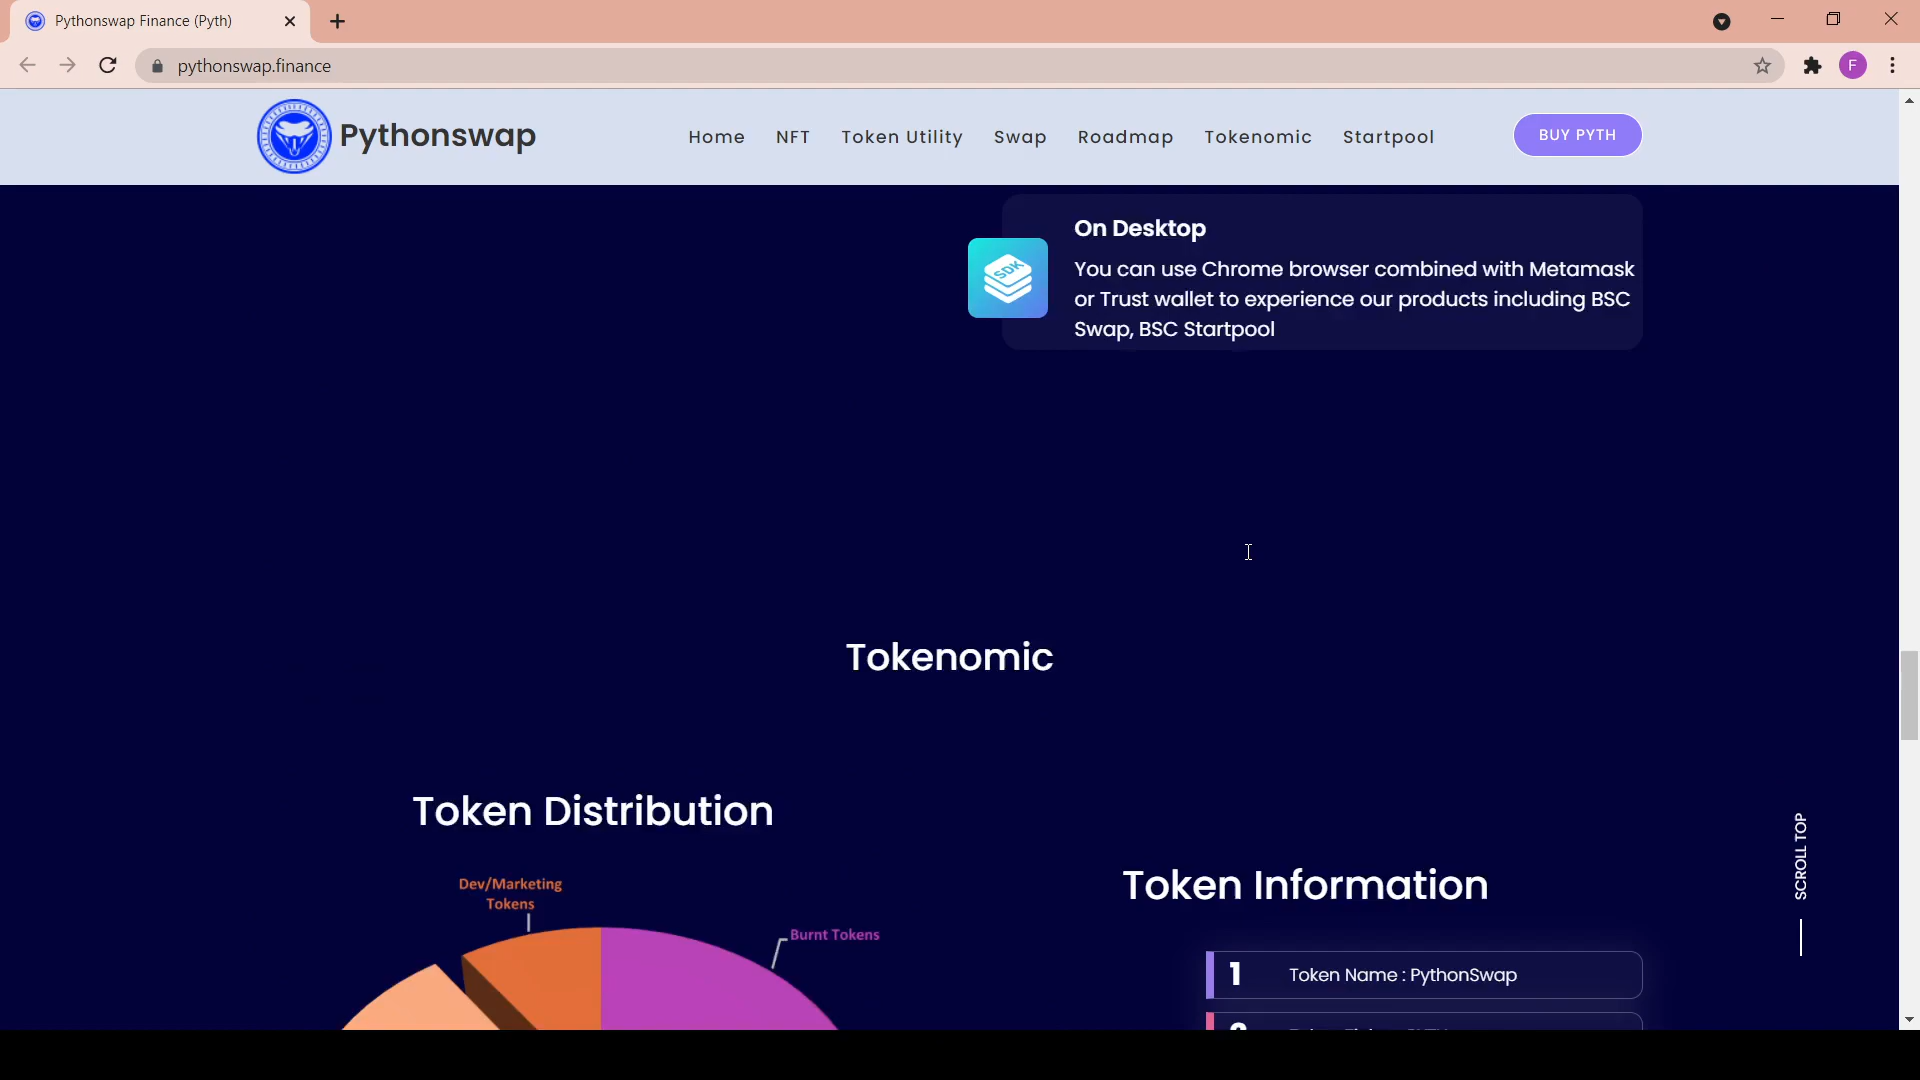 Pythonswap Finance (Pyth)
pythonswap.finance
F
Pythonswap
Home NFT Token Utility Swap Roadmap Tokenomic Startpool
BUY PYTH
On Desktop
You can use Chrome browser combined with Metamask
or Trust wallet to experience our products including BSC
Swap, BSC Startpool
SDK
Tokenomic
Token Distribution
Dev/Marketing
Tokens
Burnt Tokens
Token Information
1 Token Name : PythonSwap
SCROLL TOP